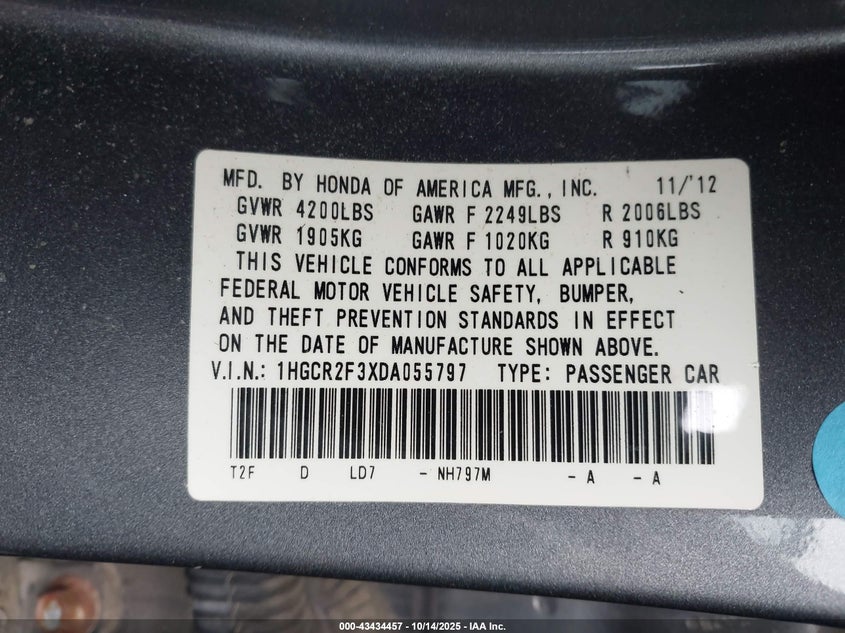 MFD. BY HONDA OF AMERICA MFG., INC. 11/'12
GVWR 4200LBS GAWR F 2249LBS R 2006LBS
GVWR 1905KG GAWR F 1020KG R 910KG
THIS VEHICLE CONFORMS TO ALL APPLICABLE
FEDERAL MOTOR VEHICLE SAFETY, BUMPER,
AND THEFT PREVENTION STANDARDS IN EFFECT
ON THE DATE OF MANUFACTURE SHOWN ABOVE.
V.I.N.: 1HGCR2F3XDA055797 TYPE: PASSENGER CAR
T2F D LD7 - NH797M - A - A
000-43434457 - 10/14/2025 - IAA Inc.